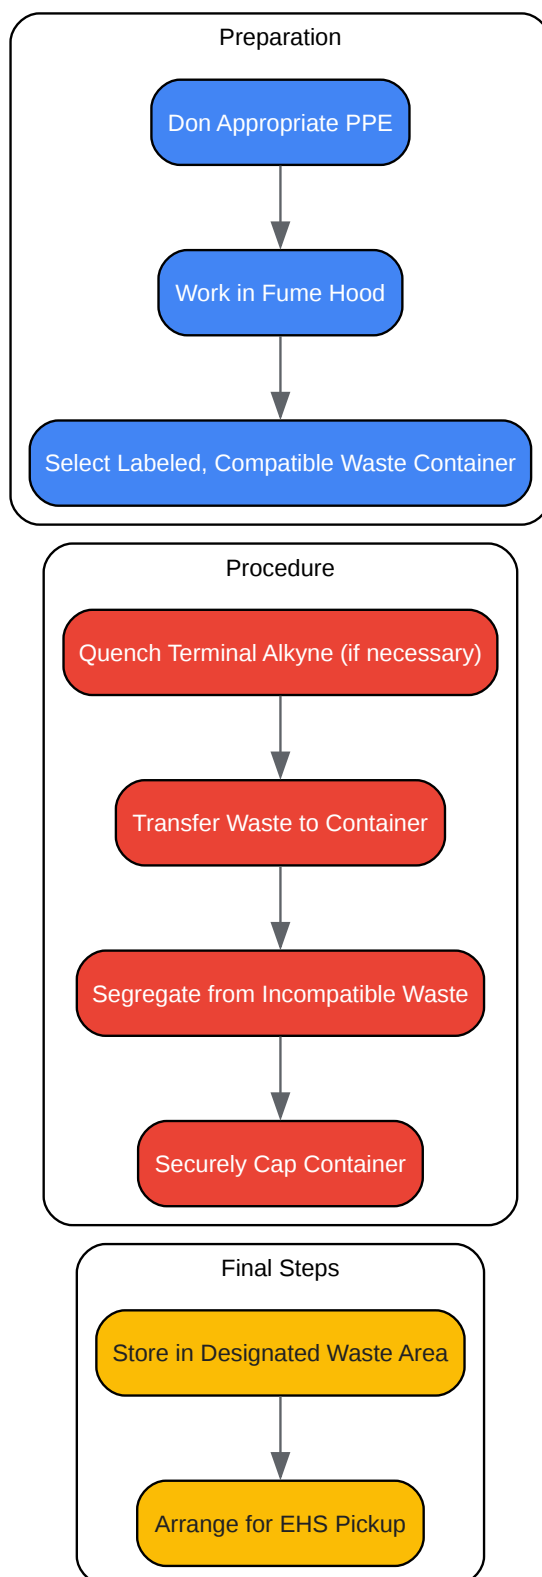 Preparation
Don Appropriate PPE
Work in Fume Hood
Select Labeled, Compatible Waste Container
Procedure
Quench Terminal Alkyne (if necessary)
Transfer Waste to Container
Segregate from Incompatible Waste
Securely Cap Container
Final Steps
Store in Designated Waste Area
Arrange for EHS Pickup